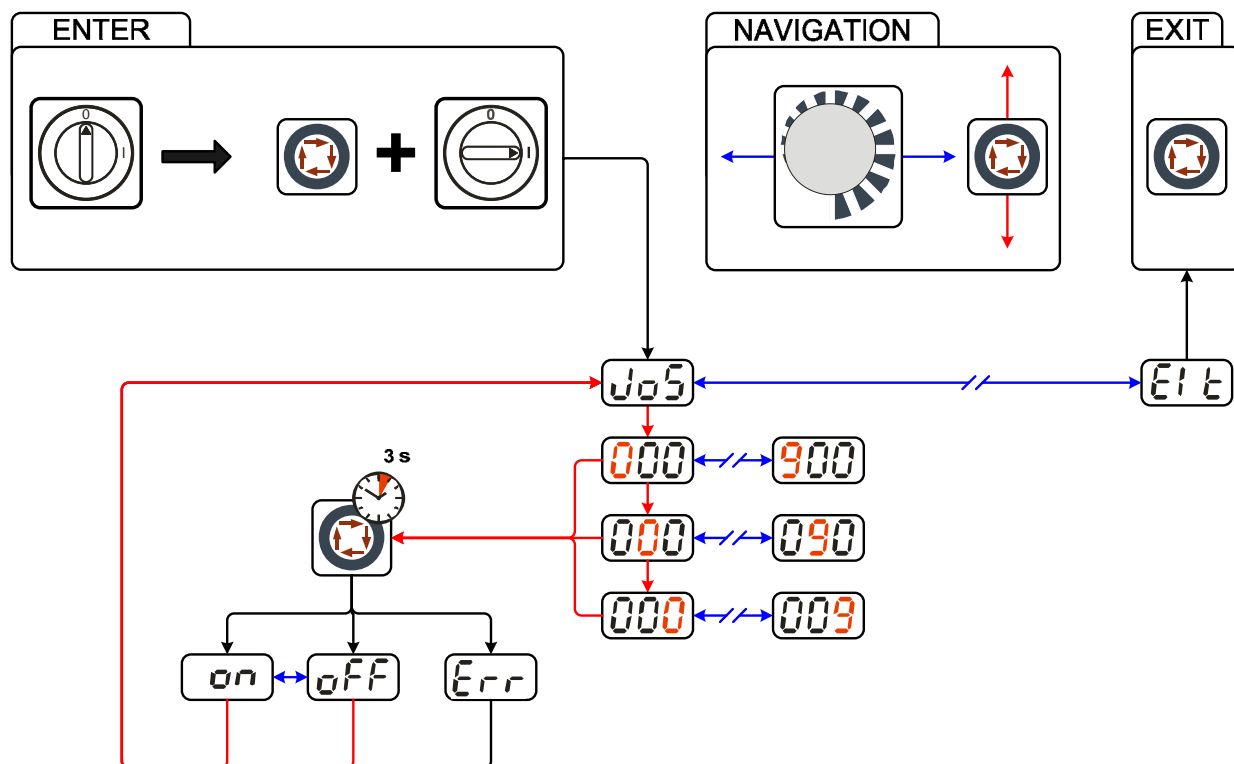 ENTER NAVIGATION EXIT
0 I 0 I
JoS EIt
000 900
3 s
000 090
000 009
on oFF Err